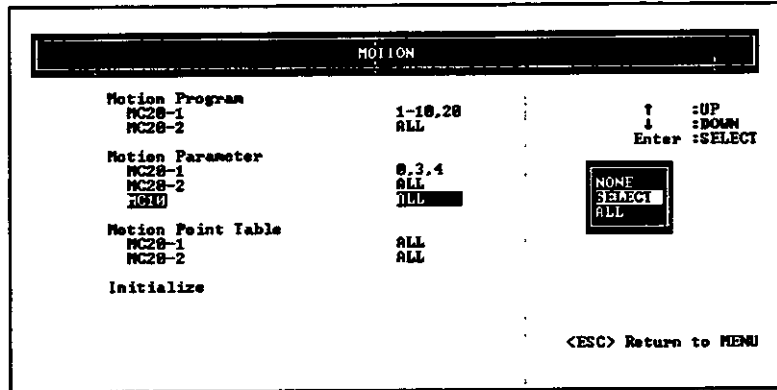 MOTION
Motion Program
MC20-1 1-10,20
MC20-2 ALL
Motion Parameter
MC20-1 0,3,4
MC20-2 ALL
MC10 ALL
Motion Point Table
MC20-1 ALL
MC20-2 ALL
Initialize
↑ :UP
↓ :DOWN
Enter :SELECT
NONE
SELECT
ALL
<ESC> Return to MENU